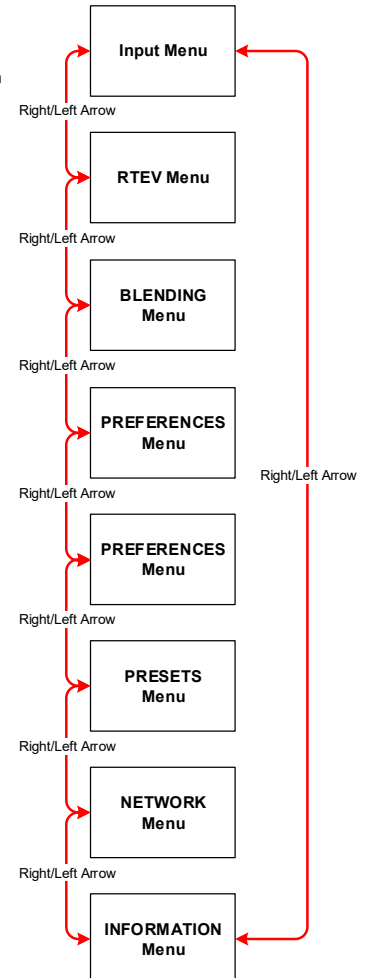 Input Menu
Right/Left Arrow
RTEV Menu
Right/Left Arrow
BLENDING
Menu
Right/Left Arrow
PREFERENCES
Menu
Right/Left Arrow
Right/Left Arrow
PREFERENCES
Menu
Right/Left Arrow
PRESETS
Menu
Right/Left Arrow
NETWORK
Menu
Right/Left Arrow
INFORMATION
Menu